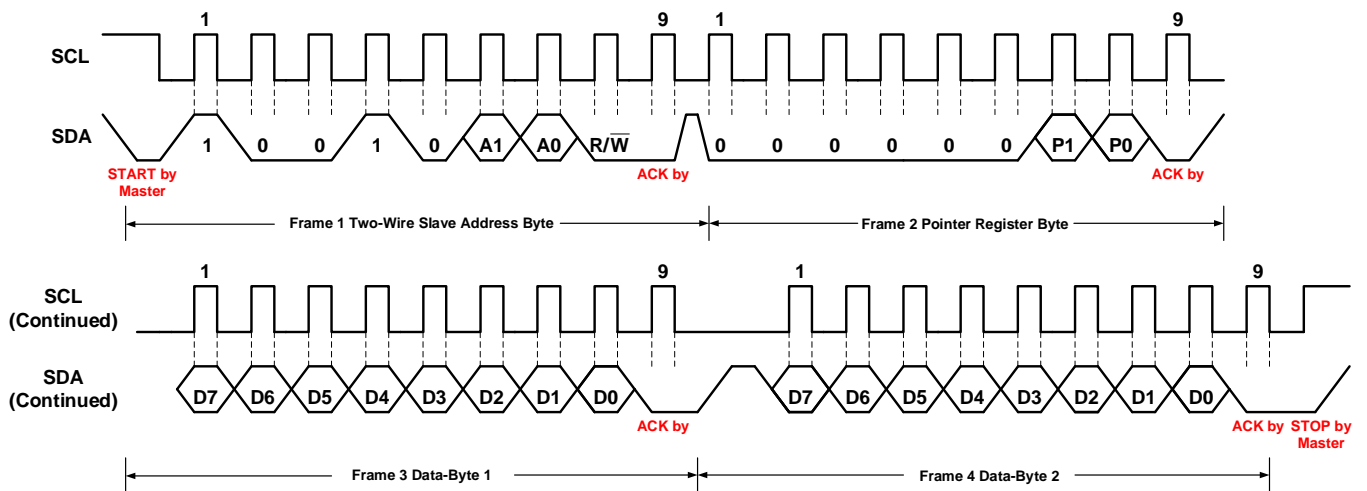 1 9 1 9
SCL
SDA
1 0 0 1 0 A1 A0 R/W̅ 0 0 0 0 0 0 P1 P0
START by
Master
ACK by
ACK by
Frame 1 Two-Wire Slave Address Byte
Frame 2 Pointer Register Byte
1 9 1 9
SCL
(Continued)
SDA
(Continued)
D7 D6 D5 D4 D3 D2 D1 D0 D7 D6 D5 D4 D3 D2 D1 D0
ACK by
ACK by
STOP by
Master
Frame 3 Data-Byte 1
Frame 4 Data-Byte 2